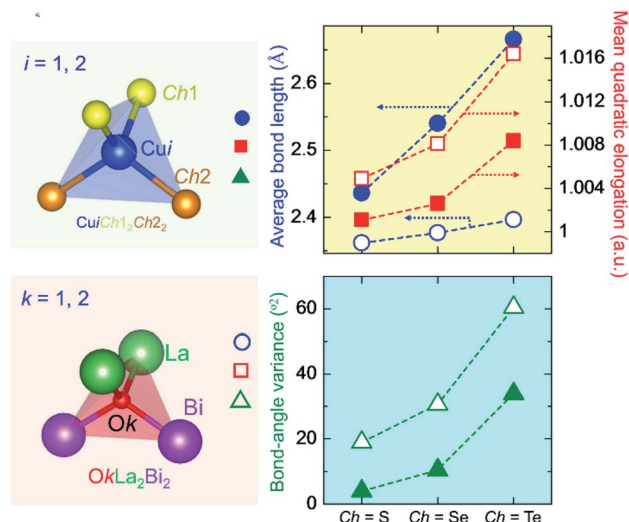 i = 1, 2
Ch1
Cui
Ch2
CuiCh1₂Ch2₂
Average bond length (Å)
2.6
2.5
2.4
1.016
1.012
1.008
1.004
1
Mean quadratic elongation (a.u.)
k = 1, 2
La
Bi
Ok
OkLa₂Bi₂
Bond-angle variance (°²)
60
40
20
0
Ch = S
Ch = Se
Ch = Te